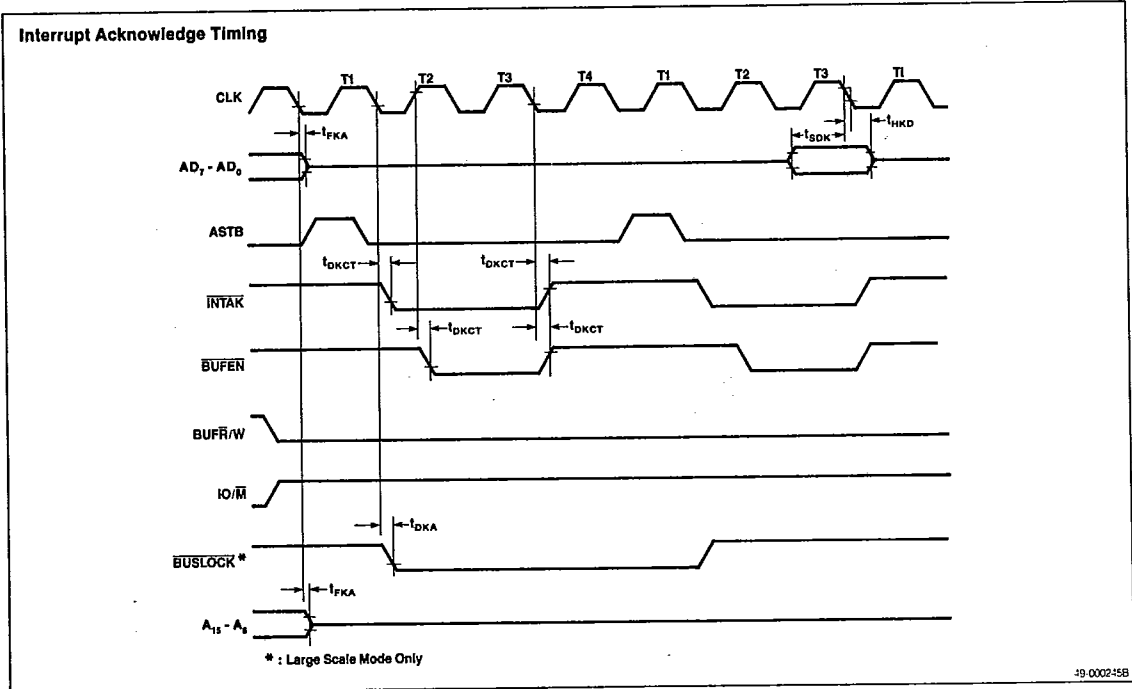 Interrupt Acknowledge Timing
CLK
T1 T2 T3 T4 T1 T2 T3 TI
tFKA
tSDK
tHKD
AD7 - AD0
ASTB
tDKCT
tDKCT
INTAK
tDKCT
tDKCT
BUFEN
BUFR/W
IO/M
tDKA
BUSLOCK *
tFKA
A15 - A8
* : Large Scale Mode Only
49-000245B